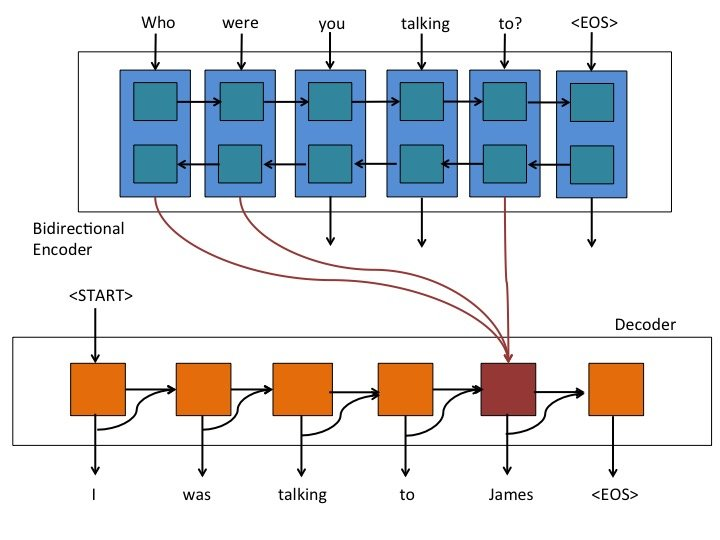 Who were you talking to? <EOS>
Bidirectional
Encoder
<START>
Decoder
I was talking to James <EOS>